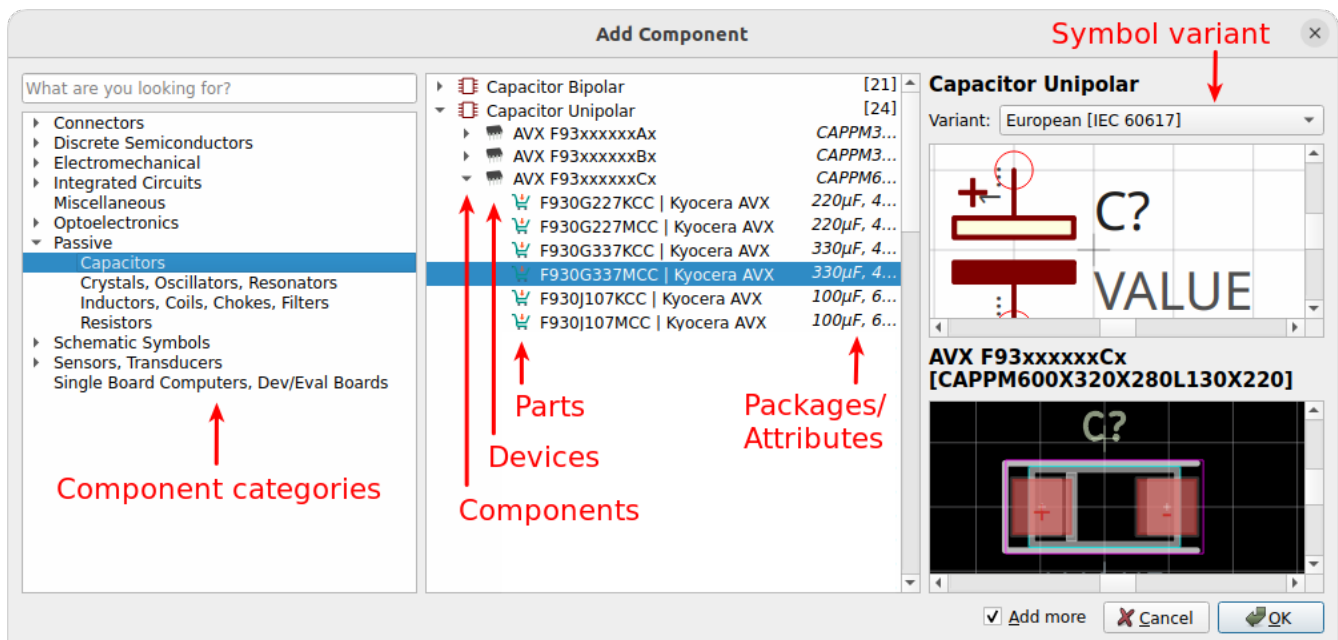 Add Component
Symbol variant
What are you looking for?
Connectors
Discrete Semiconductors
Electromechanical
Integrated Circuits
Miscellaneous
Optoelectronics
Passive
Capacitors
Crystals, Oscillators, Resonators
Inductors, Coils, Chokes, Filters
Resistors
Schematic Symbols
Sensors, Transducers
Single Board Computers, Dev/Eval Boards
Component categories
Capacitor Bipolar [21]
Capacitor Unipolar [24]
AVX F93xxxxxxAx CAPPM3...
AVX F93xxxxxxBx CAPPM3...
AVX F93xxxxxxCx CAPPM6...
F930G227KCC | Kyocera AVX 220µF, 4...
F930G227MCC | Kyocera AVX 220µF, 4...
F930G337KCC | Kyocera AVX 330µF, 4...
F930G337MCC | Kyocera AVX 330µF, 4...
F930J107KCC | Kyocera AVX 100µF, 6...
F930J107MCC | Kyocera AVX 100µF, 6...
Parts
Devices
Components
Packages/
Attributes
Capacitor Unipolar
Variant: European [IEC 60617]
+
C?
VALUE
AVX F93xxxxxxCx
[CAPPM600X320X280L130X220]
C?
+ -
Add more
Cancel
OK